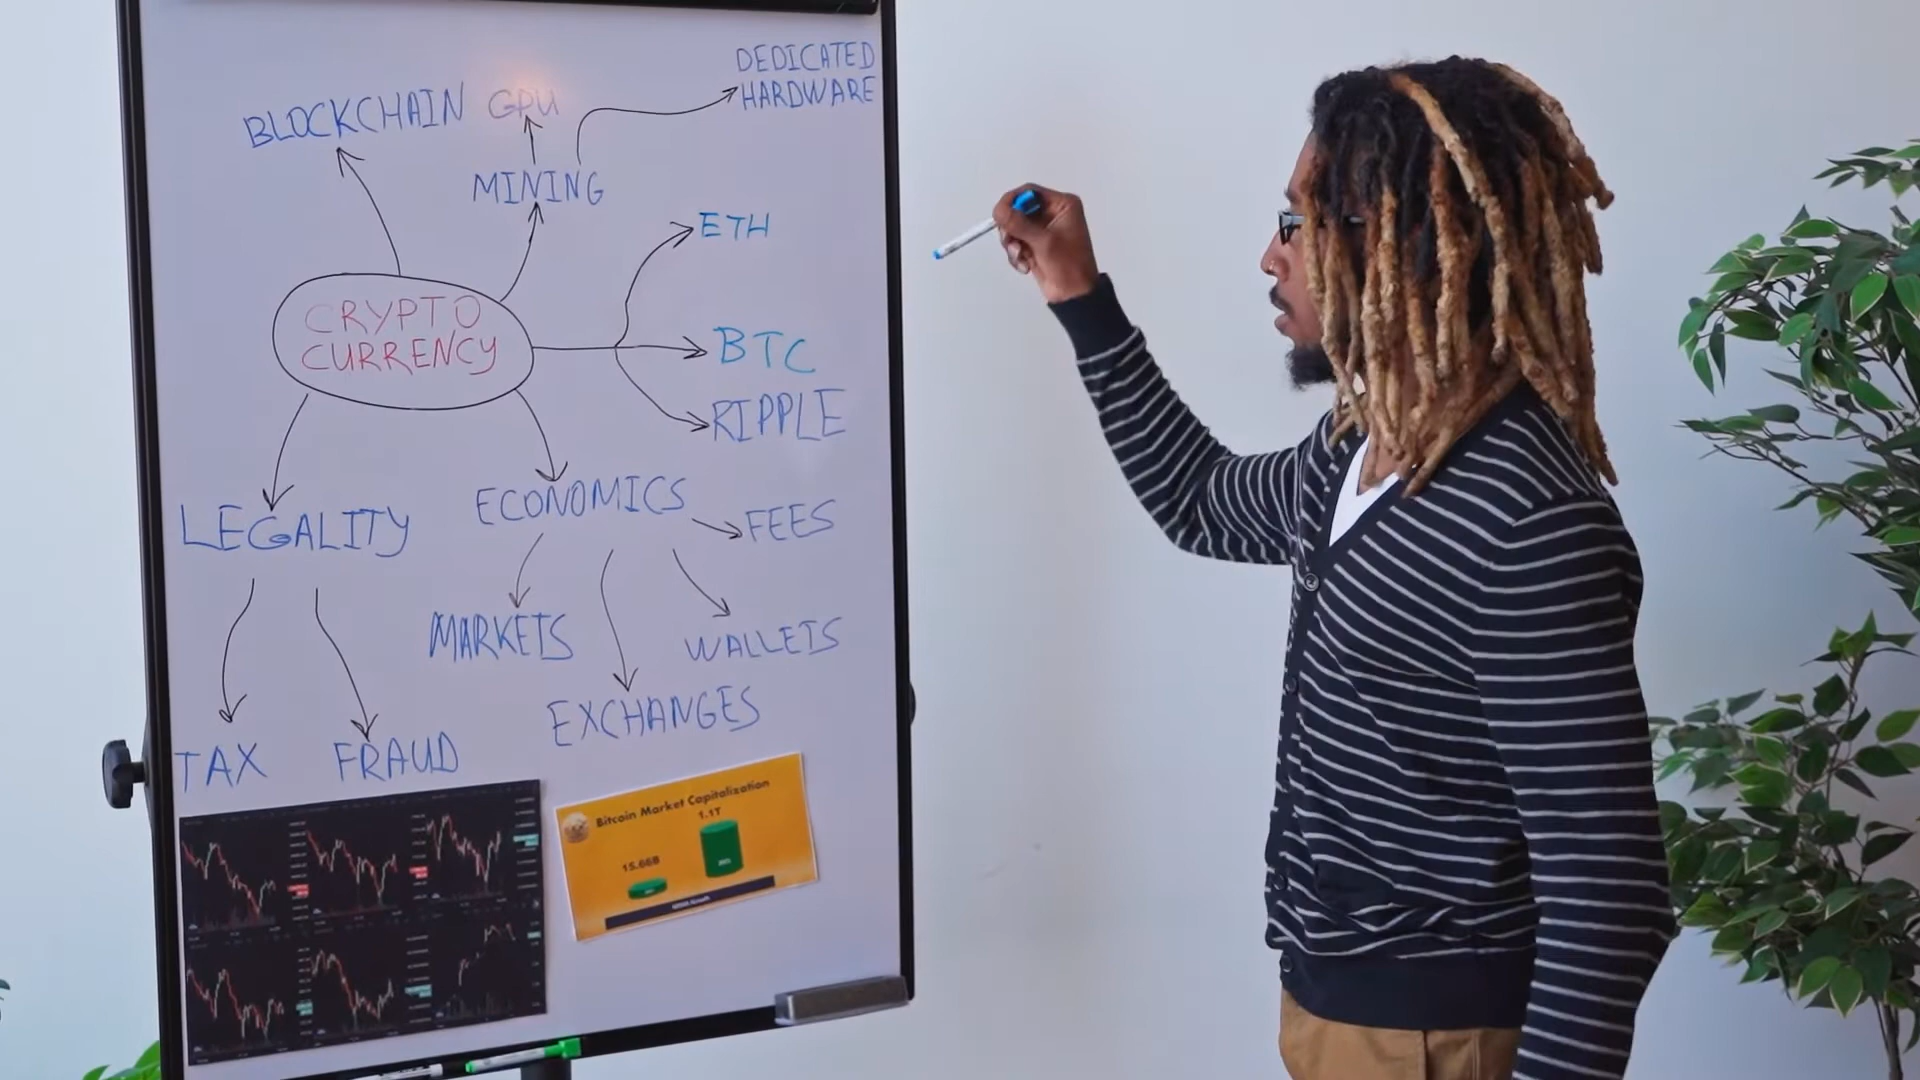 DEDICATED
HARDWARE
BLOCKCHAIN
GPU
MINING
ETH
CRYPTO
CURRENCY
BTC
RIPPLE
LEGALITY
ECONOMICS
FEES
MARKETS
WALLETS
EXCHANGES
TAX
FRAUD
Bitcoin Market Capitalization
1.1T
15.66B